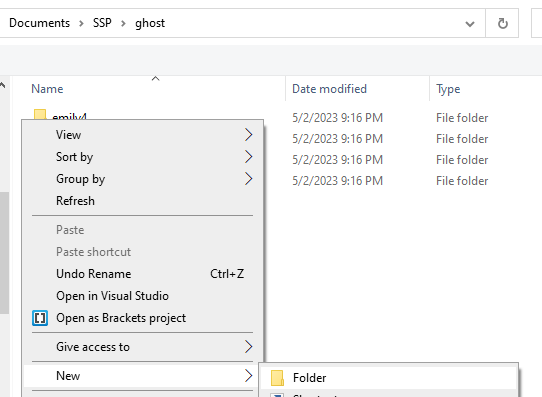 Documents > SSP > ghost
Name Date modified Type
emily4 5/2/2023 9:16 PM File folder
View 5/2/2023 9:16 PM File folder
Sort by 5/2/2023 9:16 PM File folder
Group by 5/2/2023 9:16 PM File folder
Refresh
Paste
Paste shortcut
Undo Rename Ctrl+Z
Open in Visual Studio
Open as Brackets project
Give access to
New
Folder